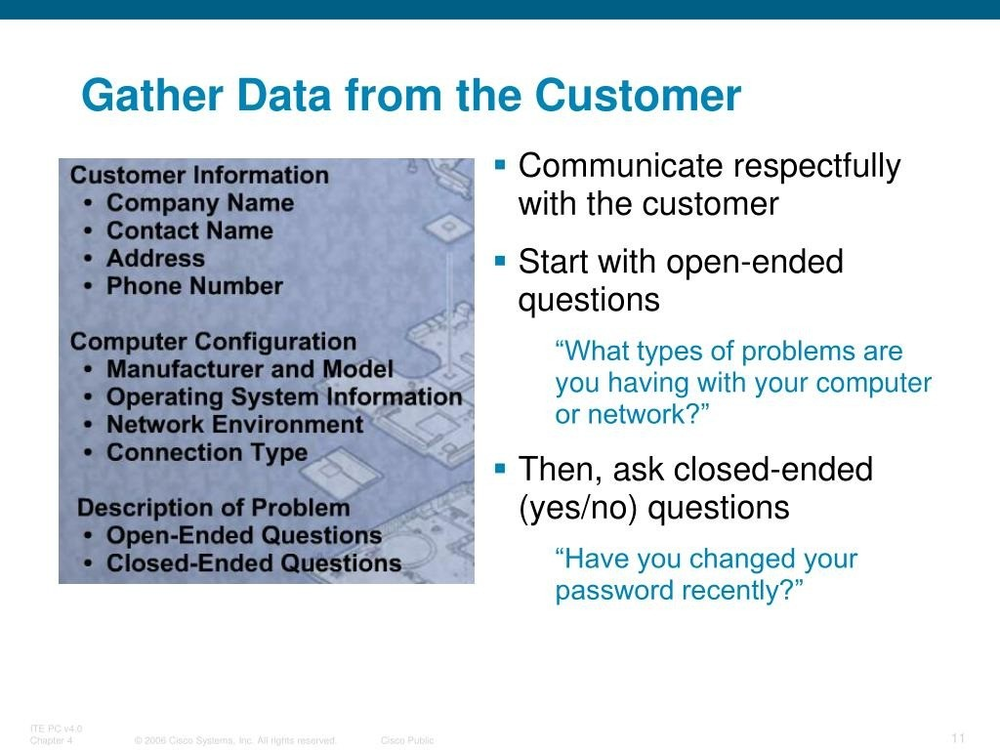 Gather Data from the Customer
Customer Information
• Company Name
• Contact Name
• Address
• Phone Number
Computer Configuration
• Manufacturer and Model
• Operating System Information
• Network Environment
• Connection Type
Description of Problem
• Open-Ended Questions
• Closed-Ended Questions
▪ Communicate respectfully
with the customer
▪ Start with open-ended
questions
“What types of problems are
you having with your computer
or network?”
▪ Then, ask closed-ended
(yes/no) questions
“Have you changed your
password recently?”
ITE PC v4.0
Chapter 4
© 2006 Cisco Systems, Inc. All rights reserved.
Cisco Public
11